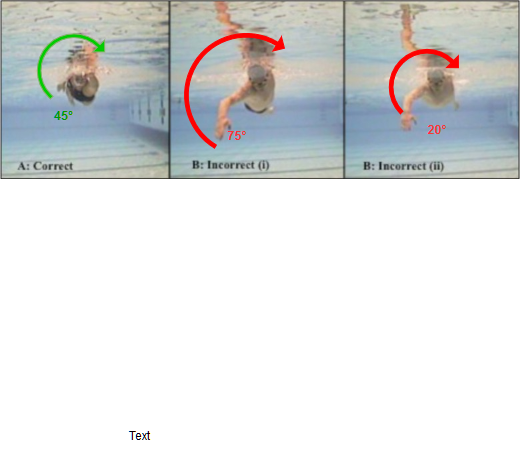 45°
75°
20°
A: Correct
B: Incorrect (i)
B: Incorrect (ii)
Text